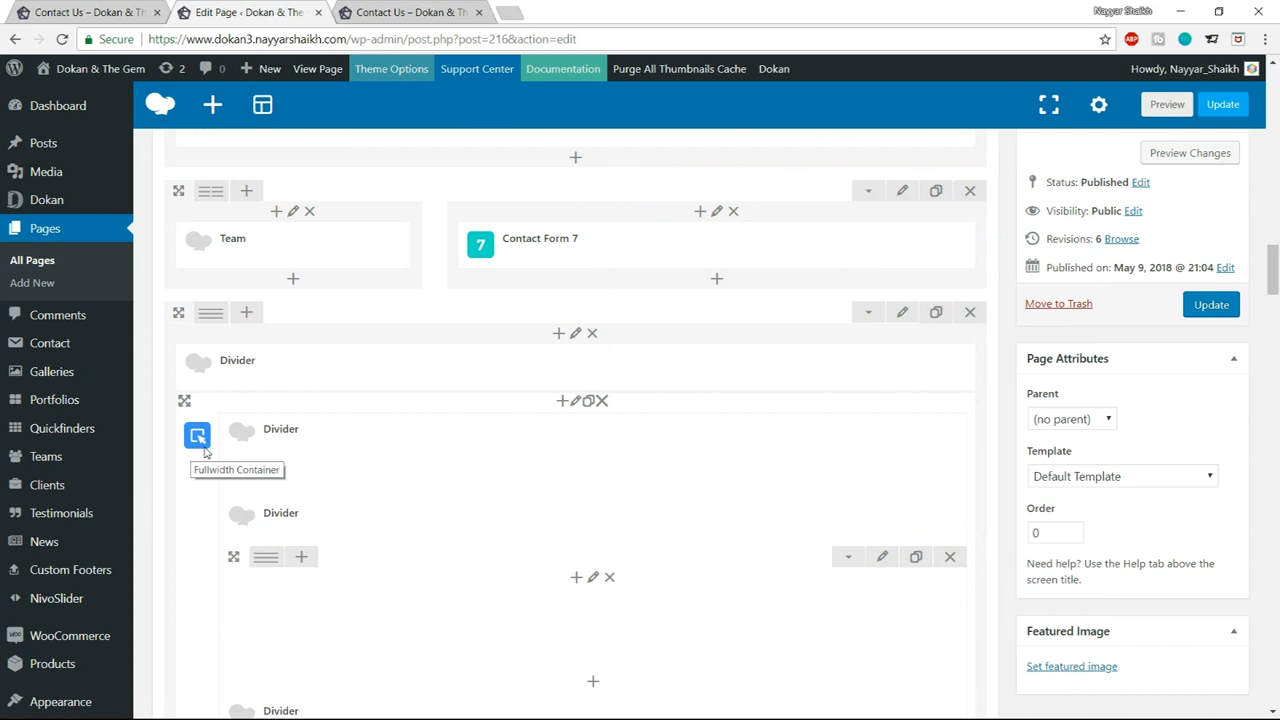 Contact Us – Dokan & The
Edit Page ‹ Dokan & The
Contact Us – Dokan & The
Nayyar Shaikh
Secure
https://www.dokan3.nayyarshaikh.com/wp-admin/post.php?post=216&action=edit
ABP
Dokan & The Gem
2
0
New
View Page
Theme Options
Support Center
Documentation
Purge All Thumbnails Cache
Dokan
Howdy, Nayyar_Shaikh
Dashboard
Posts
Media
Dokan
Pages
All Pages
Add New
Comments
Contact
Galleries
Portfolios
Quickfinders
Teams
Clients
Testimonials
News
Custom Footers
NivoSlider
WooCommerce
Products
Appearance
Preview
Update
Team
7
Contact Form 7
Divider
Divider
Fullwidth Container
Divider
Divider
Preview Changes
Status: Published Edit
Visibility: Public Edit
Revisions: 6 Browse
Published on: May 9, 2018 @ 21:04 Edit
Move to Trash
Update
Page Attributes
Parent
(no parent)
Template
Default Template
Order
0
Need help? Use the Help tab above the
screen title.
Featured Image
Set featured image